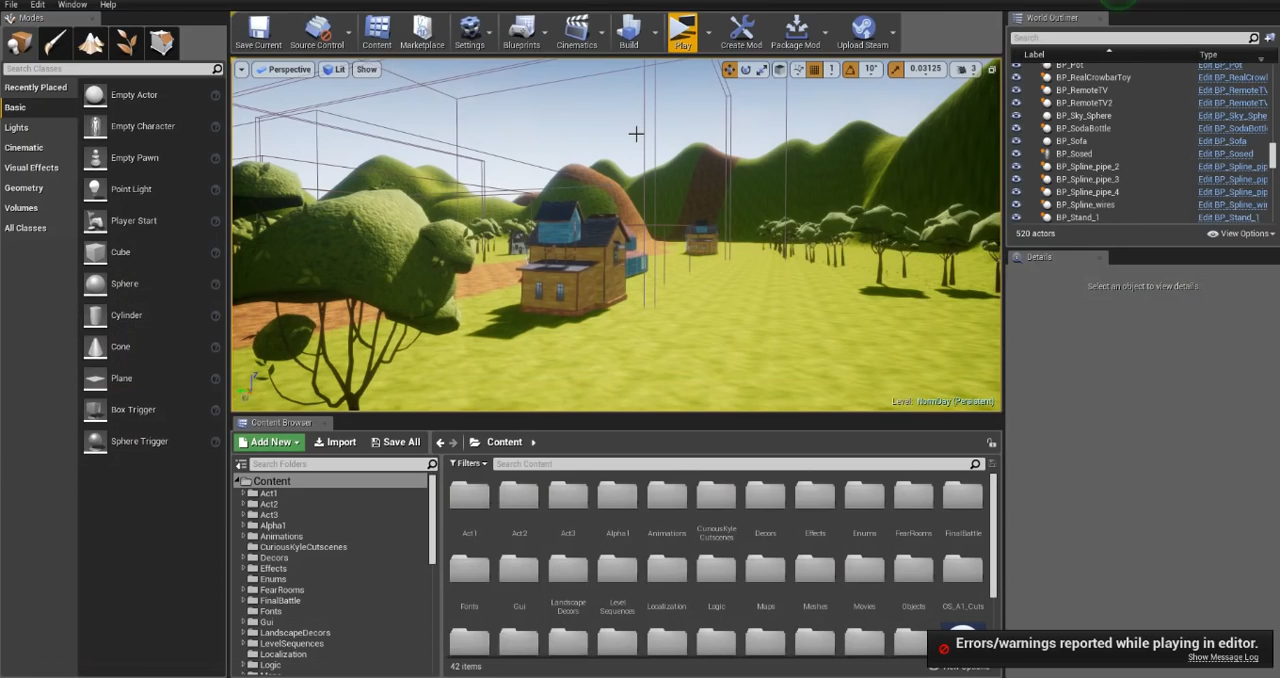 File Edit Window Help
Modes
Save Current
Source Control
Content
Marketplace
Settings
Blueprints
Cinematics
Build
Play
Create Mod
Package Mod
Upload Steam
Search Classes
Recently Placed
Basic
Lights
Cinematic
Visual Effects
Geometry
Volumes
All Classes
Empty Actor
Empty Character
Empty Pawn
Point Light
Player Start
Cube
Sphere
Cylinder
Cone
Plane
Box Trigger
Sphere Trigger
Perspective
Lit
Show
1
10°
0.03125
3
Level: NormDay (Persistent)
World Outliner
Search...
Label Type
BP_Pot
BP_RealCrowbarToy Edit BP_RealCrowl
BP_RemoteTV Edit BP_RemoteTV
BP_RemoteTV2 Edit BP_RemoteTV
BP_Sky_Sphere Edit BP_Sky_Sphe
BP_SodaBottle Edit BP_SodaBottl
BP_Sofa Edit BP_Sofa
BP_Sosed Edit BP_Sosed
BP_Spline_pipe_2 Edit BP_Spline_pip
BP_Spline_pipe_3 Edit BP_Spline_pip
BP_Spline_pipe_4 Edit BP_Spline_pip
BP_Spline_wires Edit BP_Spline_wi
BP_Stand_1 Edit BP_Stand_1
520 actors
View Options
Details
Select an object to view details.
Content Browser
Add New
Import
Save All
Content
Search Folders
Filters
Search Content
Content
Act1
Act2
Act3
Alpha1
Animations
CuriousKyleCutscenes
Decors
Effects
Enums
FearRooms
FinalBattle
Fonts
Gui
LandscapeDecors
LevelSequences
Localization
Logic
Act1
Act2
Act3
Alpha1
Animations
CuriousKyle
Cutscenes
Decors
Effects
Enums
FearRooms
FinalBattle
Fonts
Gui
Landscape
Decors
Level
Sequences
Localization
Logic
Maps
Meshes
Movies
Objects
OS_A1_Cuts
42 items
Errors/warnings reported while playing in editor.
Show Message Log